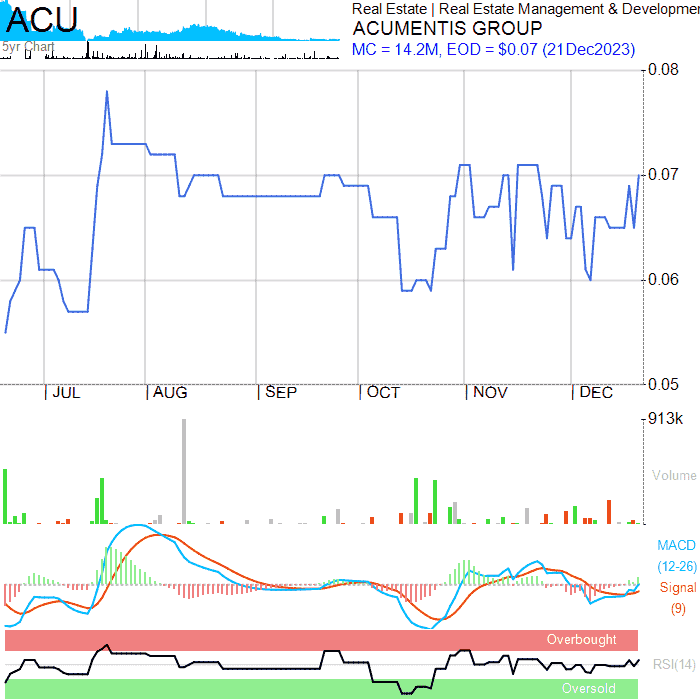 ACU
5yr Chart
Real Estate | Real Estate Management & Developmen
ACUMENTIS GROUP
MC = 14.2M, EOD = $0.07 (21Dec2023)
0.08
0.07
0.06
0.05
JUL AUG SEP OCT NOV DEC
913k
Volume
MACD
(12-26)
Signal
(9)
Overbought
RSI(14)
Oversold